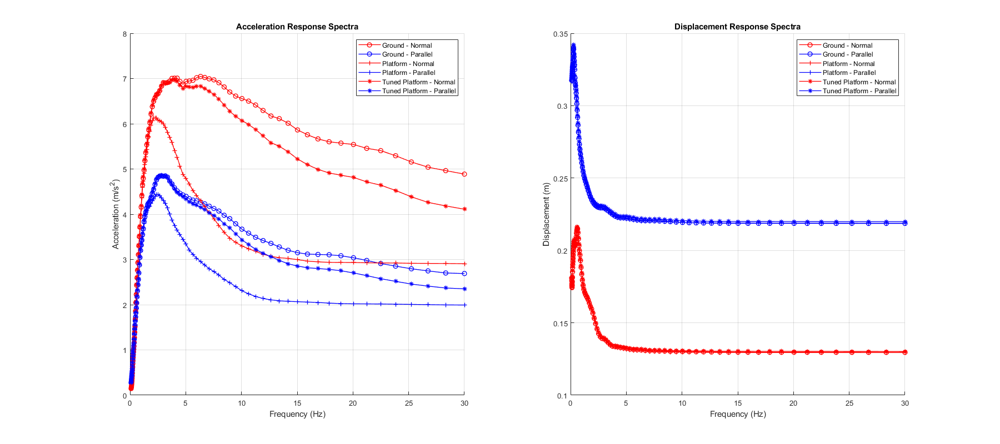 Acceleration Response Spectra
8
7
6
5
4
3
2
1
0
Acceleration (m/s²)
Ground - Normal
Ground - Parallel
Platform - Normal
Platform - Parallel
Tuned Platform - Normal
Tuned Platform - Parallel
0 5 10 15 20 25 30
Frequency (Hz)
Displacement Response Spectra
0.35
0.3
0.25
0.2
0.15
0.1
Displacement (m)
Ground - Normal
Ground - Parallel
Platform - Normal
Platform - Parallel
Tuned Platform - Normal
Tuned Platform - Parallel
0 5 10 15 20 25 30
Frequency (Hz)